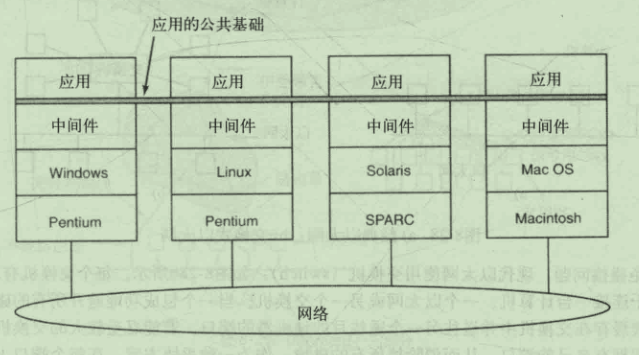 应用的公共基础
应用 应用 应用 应用
中间件 中间件 中间件 中间件
Windows Linux Solaris Mac OS
Pentium Pentium SPARC Macintosh
网络